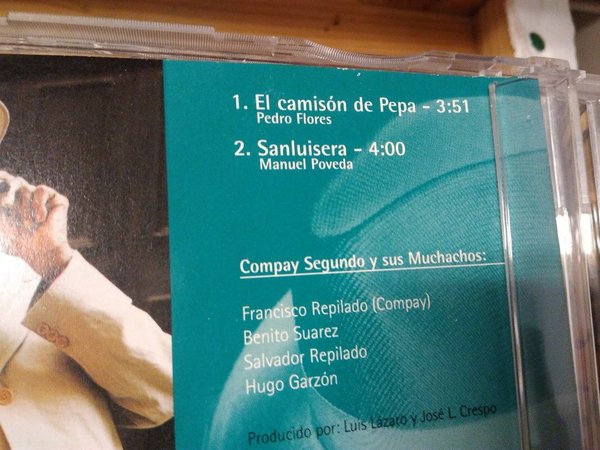 1. El camisón de Pepa - 3:51
Pedro Flores
2. Sanluisera - 4:00
Manuel Poveda
Compay Segundo y sus Muchachos:
Francisco Repilado (Compay)
Benito Suarez
Salvador Repilado
Hugo Garzón
Producido por: Luis Lázaro y José L. Crespo